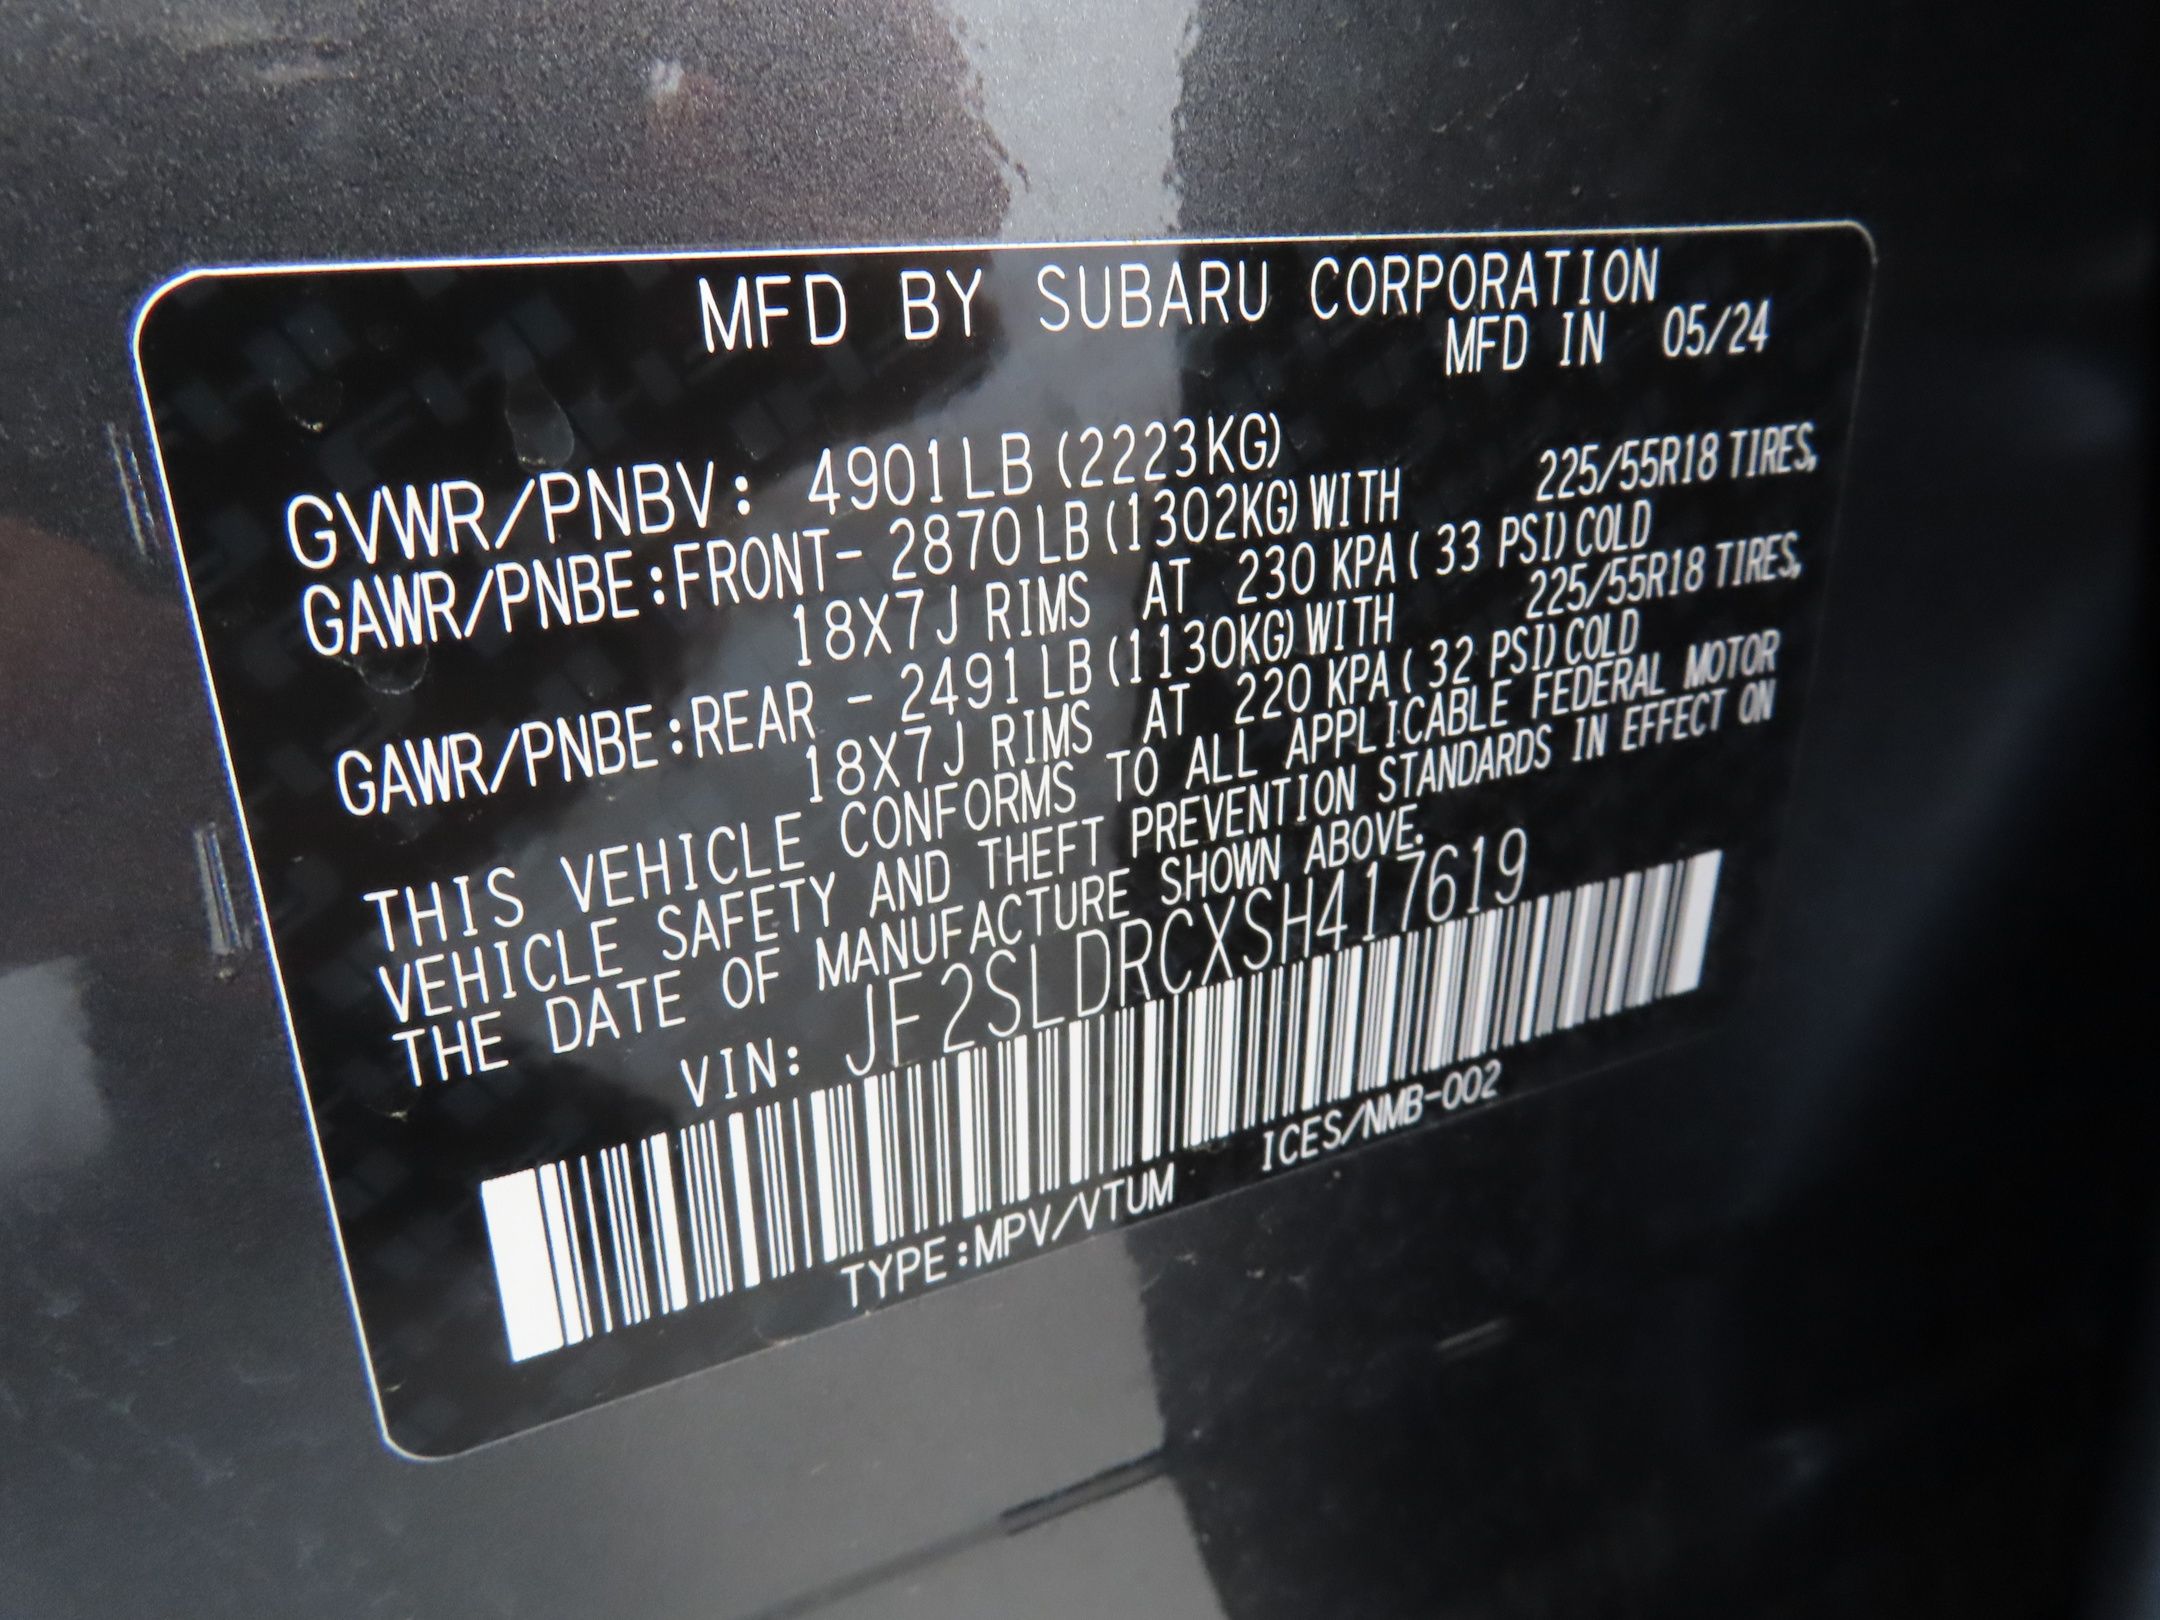 MFD BY SUBARU CORPORATION
MFD IN 05/24
GVWR/PNBV: 4901LB (2223KG)
GAWR/PNBE:FRONT- 2870LB (1302KG) WITH 225/55R18 TIRES,
18X7J RIMS AT 230 KPA ( 33 PSI) COLD
GAWR/PNBE:REAR - 2491LB (1130KG) WITH 225/55R18 TIRES,
18X7J RIMS AT 220 KPA ( 32 PSI) COLD
THIS VEHICLE CONFORMS TO ALL APPLICABLE FEDERAL MOTOR
VEHICLE SAFETY AND THEFT PREVENTION STANDARDS IN EFFECT ON
THE DATE OF MANUFACTURE SHOWN ABOVE.
VIN: JF2SLDRCXSH417619
TYPE:MPV/VTUM ICES/NMB-002